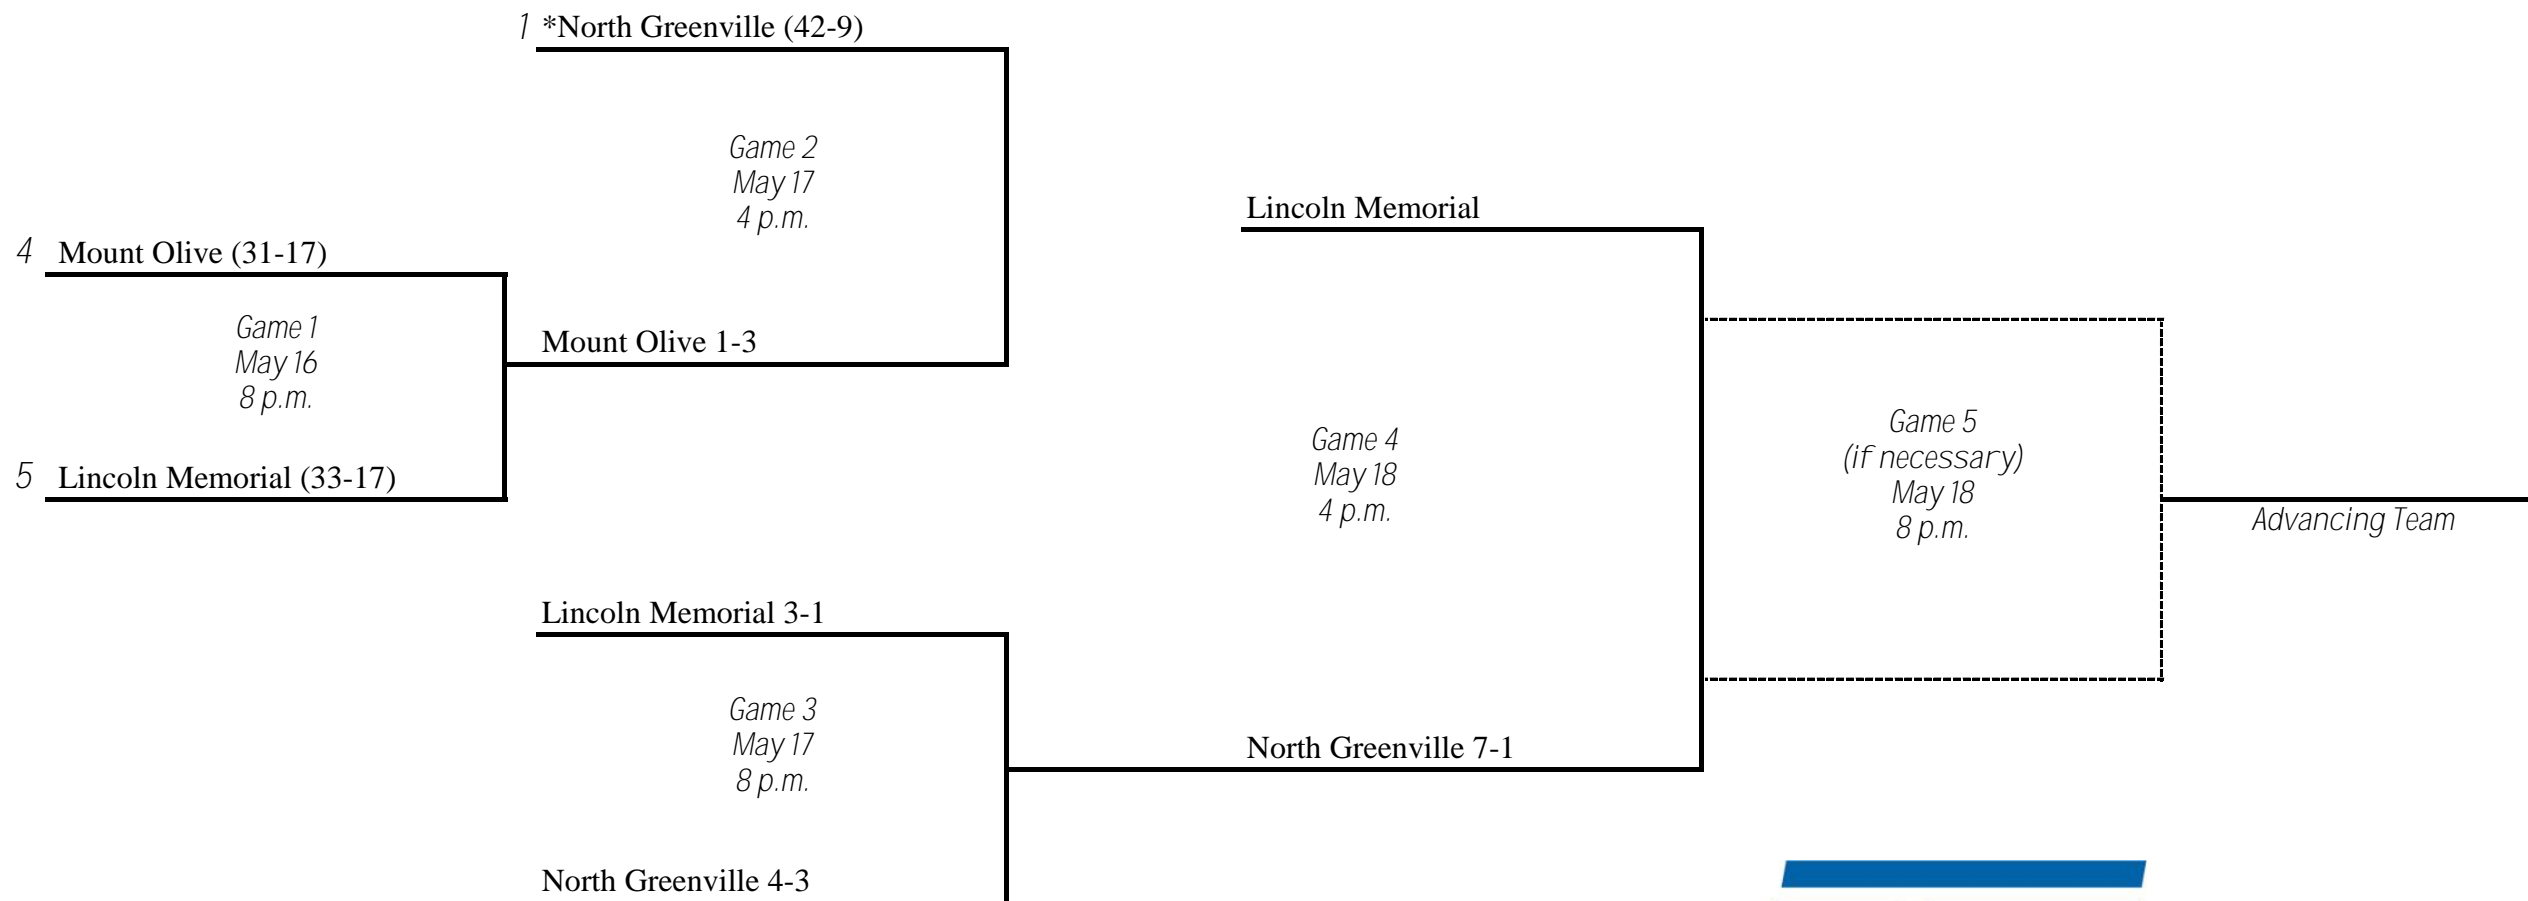 1 *North Greenville (42-9)
Game 2
May 17
4 p.m.
4 Mount Olive (31-17)
Game 1
May 16
8 p.m.
5 Lincoln Memorial (33-17)
Mount Olive 1-3
Lincoln Memorial 3-1
Game 3
May 17
8 p.m.
North Greenville 4-3
Lincoln Memorial
Game 4
May 18
4 p.m.
North Greenville 7-1
Game 5
(if necessary)
May 18
8 p.m.
Advancing Team